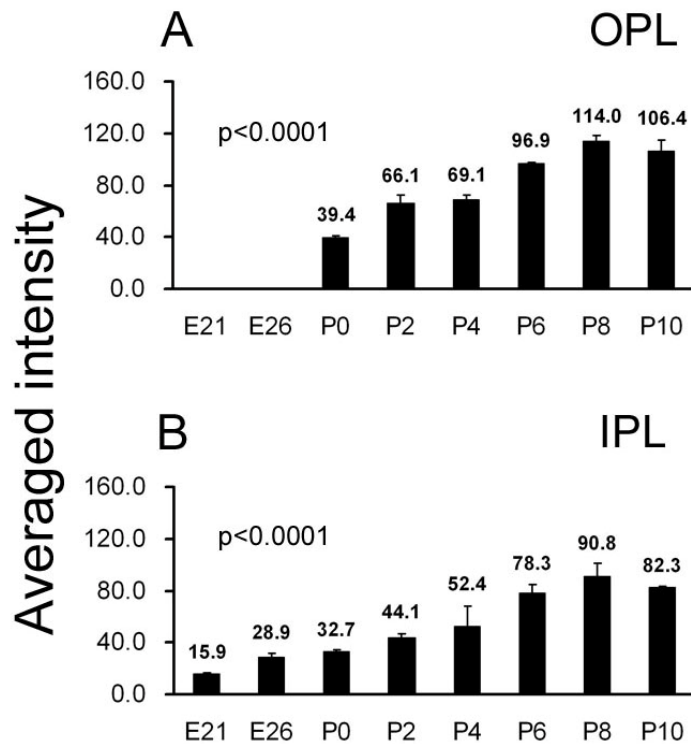 A OPL
Averaged intensity
160.0
120.0
80.0
40.0
0.0
p<0.0001
39.4 66.1 69.1 96.9 114.0 106.4
E21 E26 P0 P2 P4 P6 P8 P10
B IPL
160.0
120.0
80.0
40.0
0.0
p<0.0001
15.9 28.9 32.7 44.1 52.4 78.3 90.8 82.3
E21 E26 P0 P2 P4 P6 P8 P10